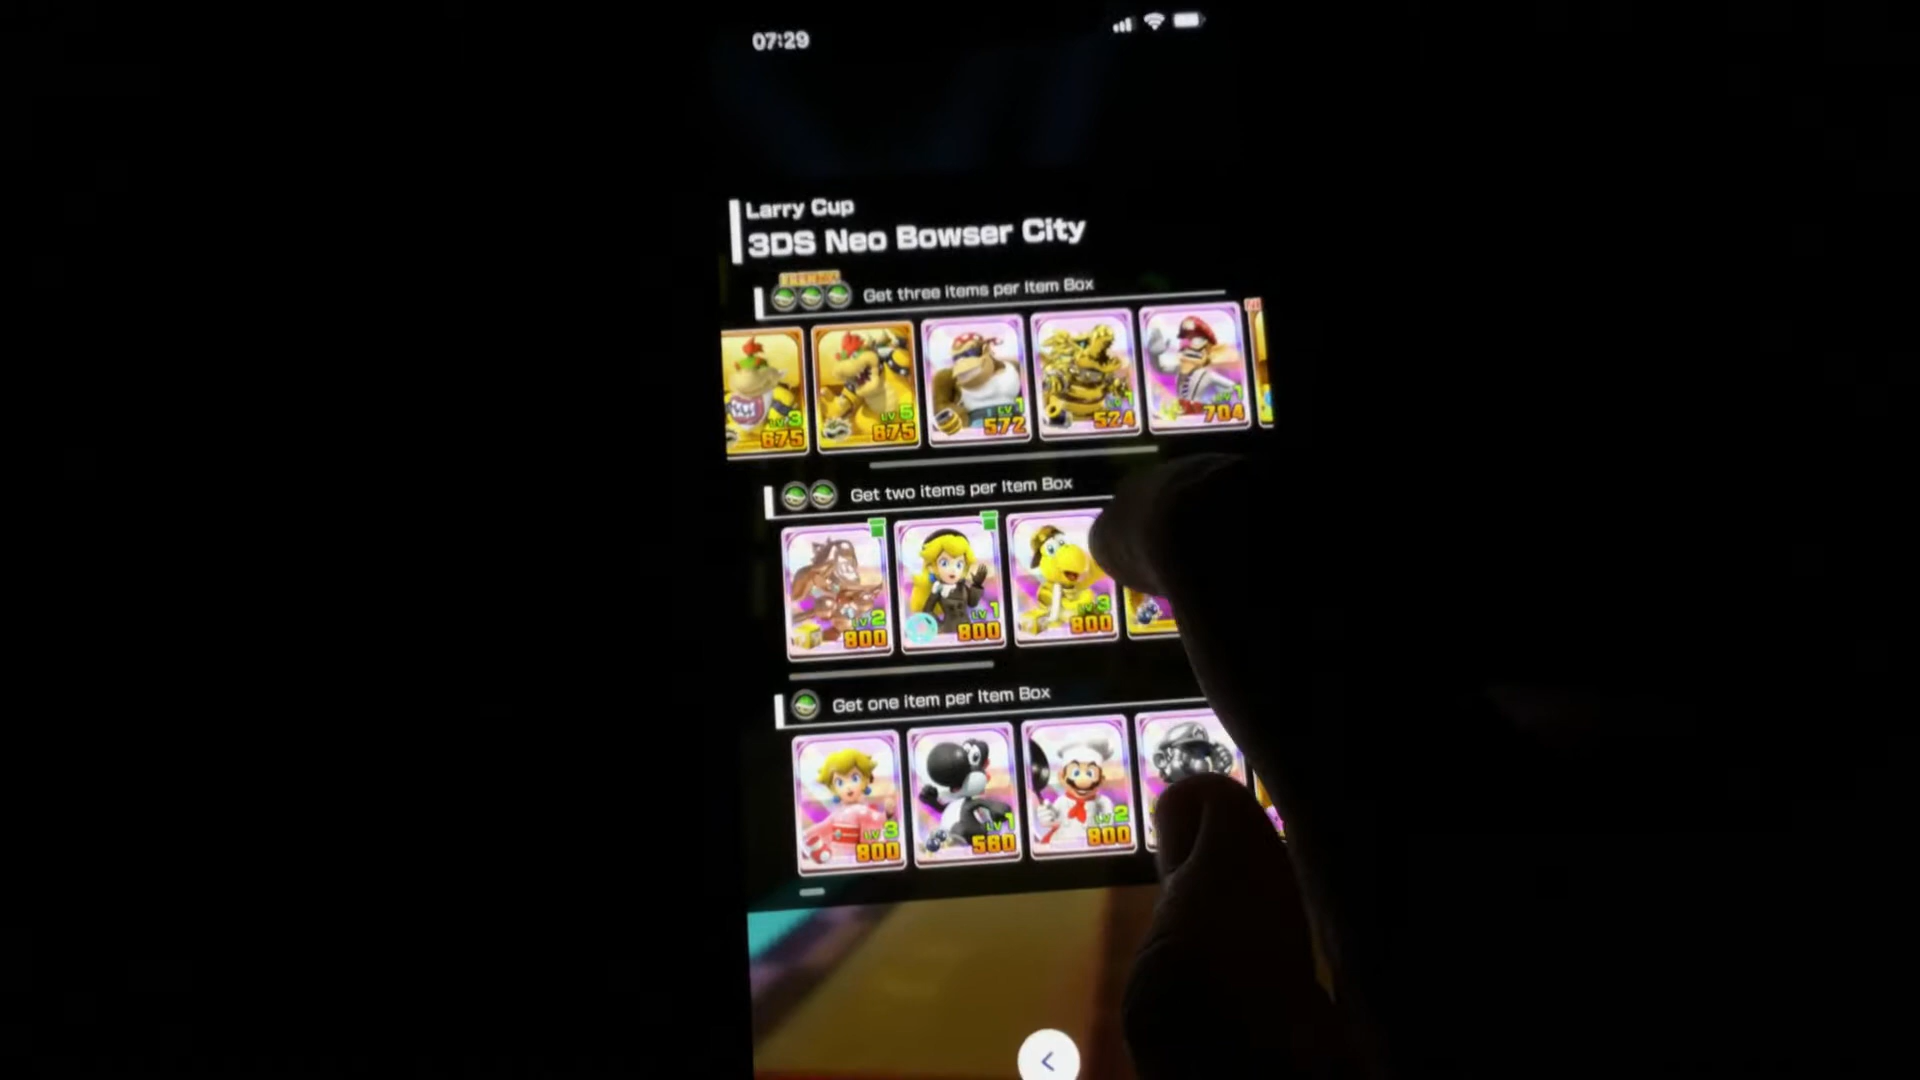 07:29
Larry Cup
3DS Neo Bowser City
Get three items per Item Box
LV 3 LV 5 LV 1 LV 1 LV 1
675 875 572 524 704
Get two items per Item Box
LV 2 LV 1 LV 3
800 800 800
Get one item per Item Box
LV 3 LV 1 LV 2
800 580 800